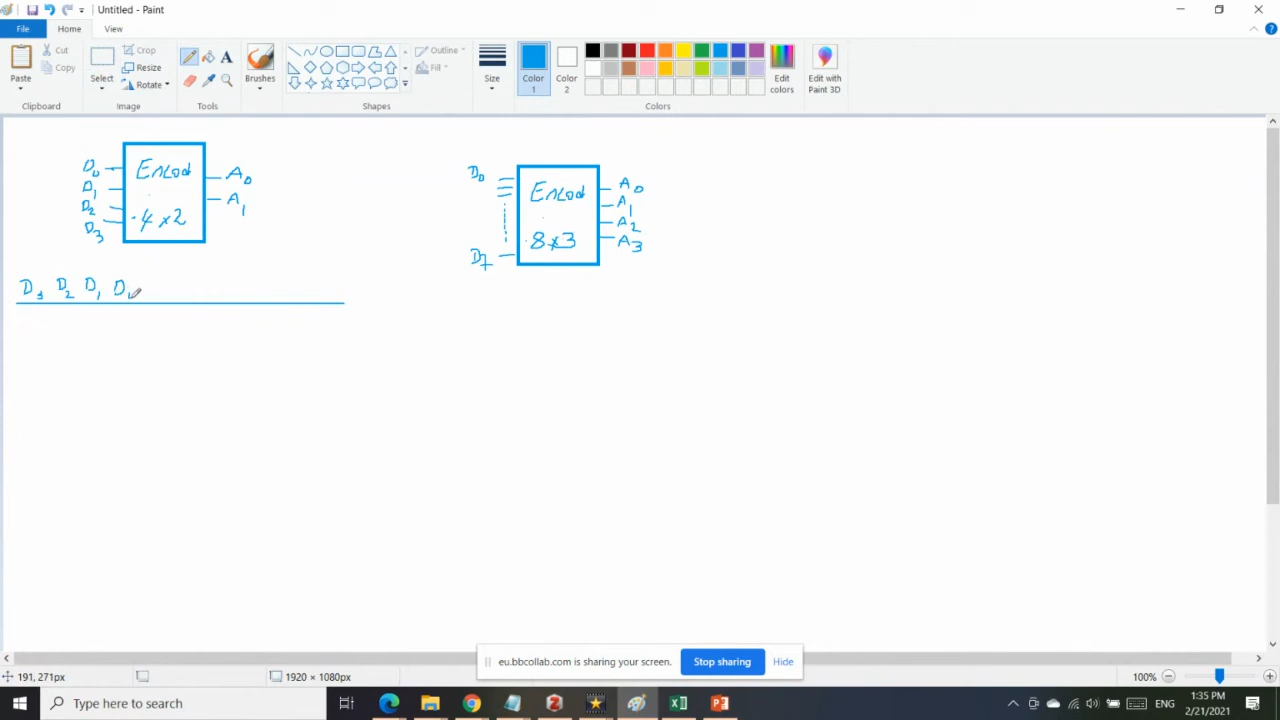 Untitled - Paint
File Home View
Paste Cut Copy
Select Crop Resize Rotate
Brushes
Outline Fill
Size
Color 1
Color 2
Edit colors
Edit with Paint 3D
Clipboard Image Tools Shapes Colors
D0 Encod A0
D1 A1
D2 4x2
D3
D0 Encod A0
A1
8x3 A2
D7 A3
D3 D2 D1 D
eu.bbcollab.com is sharing your screen. Stop sharing Hide
191, 271px 1920 × 1080px 100%
Type here to search
ENG 1:35 PM
2/21/2021